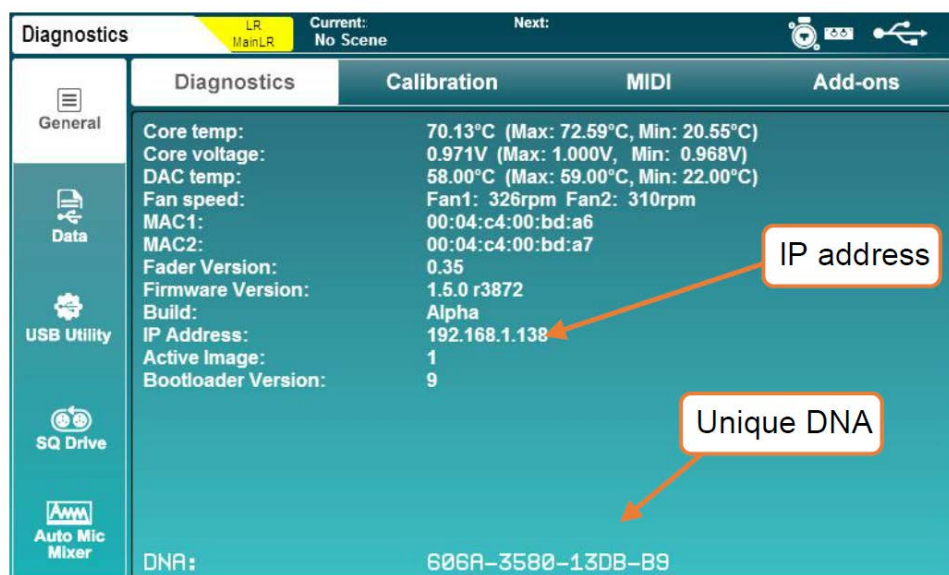 Diagnostics
LR
MainLR
Current:
No Scene
Next:
General
Data
USB Utility
SQ Drive
Auto Mic
Mixer
Diagnostics
Calibration
MIDI
Add-ons
Core temp: 70.13°C (Max: 72.59°C, Min: 20.55°C)
Core voltage: 0.971V (Max: 1.000V, Min: 0.968V)
DAC temp: 58.00°C (Max: 59.00°C, Min: 22.00°C)
Fan speed: Fan1: 326rpm Fan2: 310rpm
MAC1: 00:04:c4:00:bd:a6
MAC2: 00:04:c4:00:bd:a7
Fader Version: 0.35
Firmware Version: 1.5.0 r3872
Build: Alpha
IP Address: 192.168.1.138
Active Image: 1
Bootloader Version: 9
IP address
Unique DNA
DNA: 606A-3580-13DB-B9